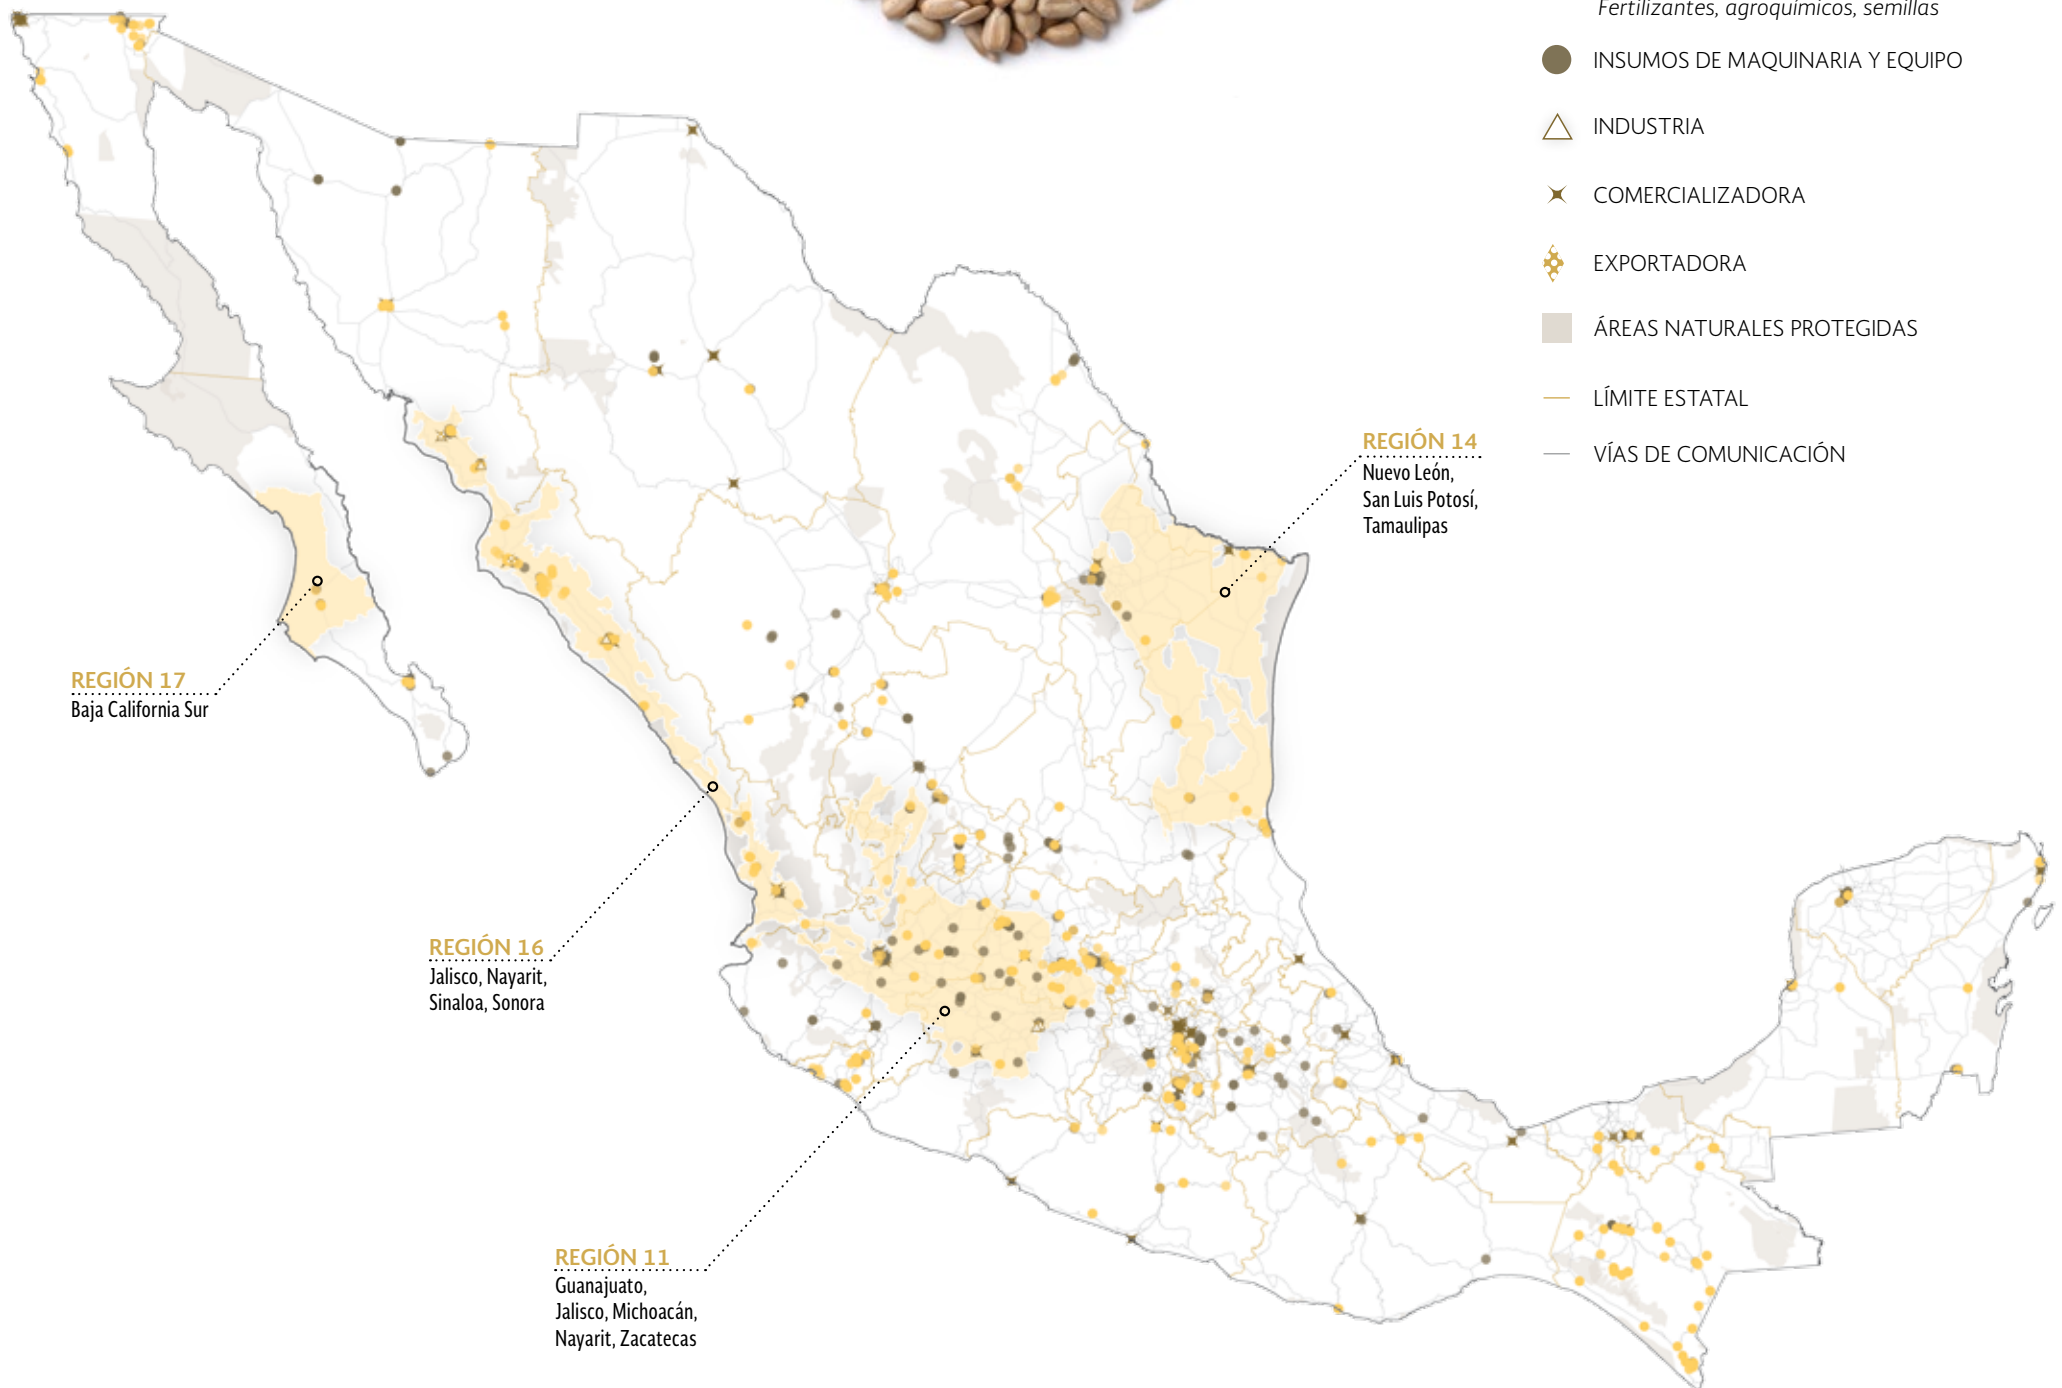 Fertilizantes, agroquímicos, semillas
INSUMOS DE MAQUINARIA Y EQUIPO
INDUSTRIA
COMERCIALIZADORA
EXPORTADORA
ÁREAS NATURALES PROTEGIDAS
LÍMITE ESTATAL
VÍAS DE COMUNICACIÓN
REGIÓN 14
Nuevo León,
San Luis Potosí,
Tamaulipas
REGIÓN 17
Baja California Sur
REGIÓN 16
Jalisco, Nayarit,
Sinaloa, Sonora
REGIÓN 11
Guanajuato,
Jalisco, Michoacán,
Nayarit, Zacatecas